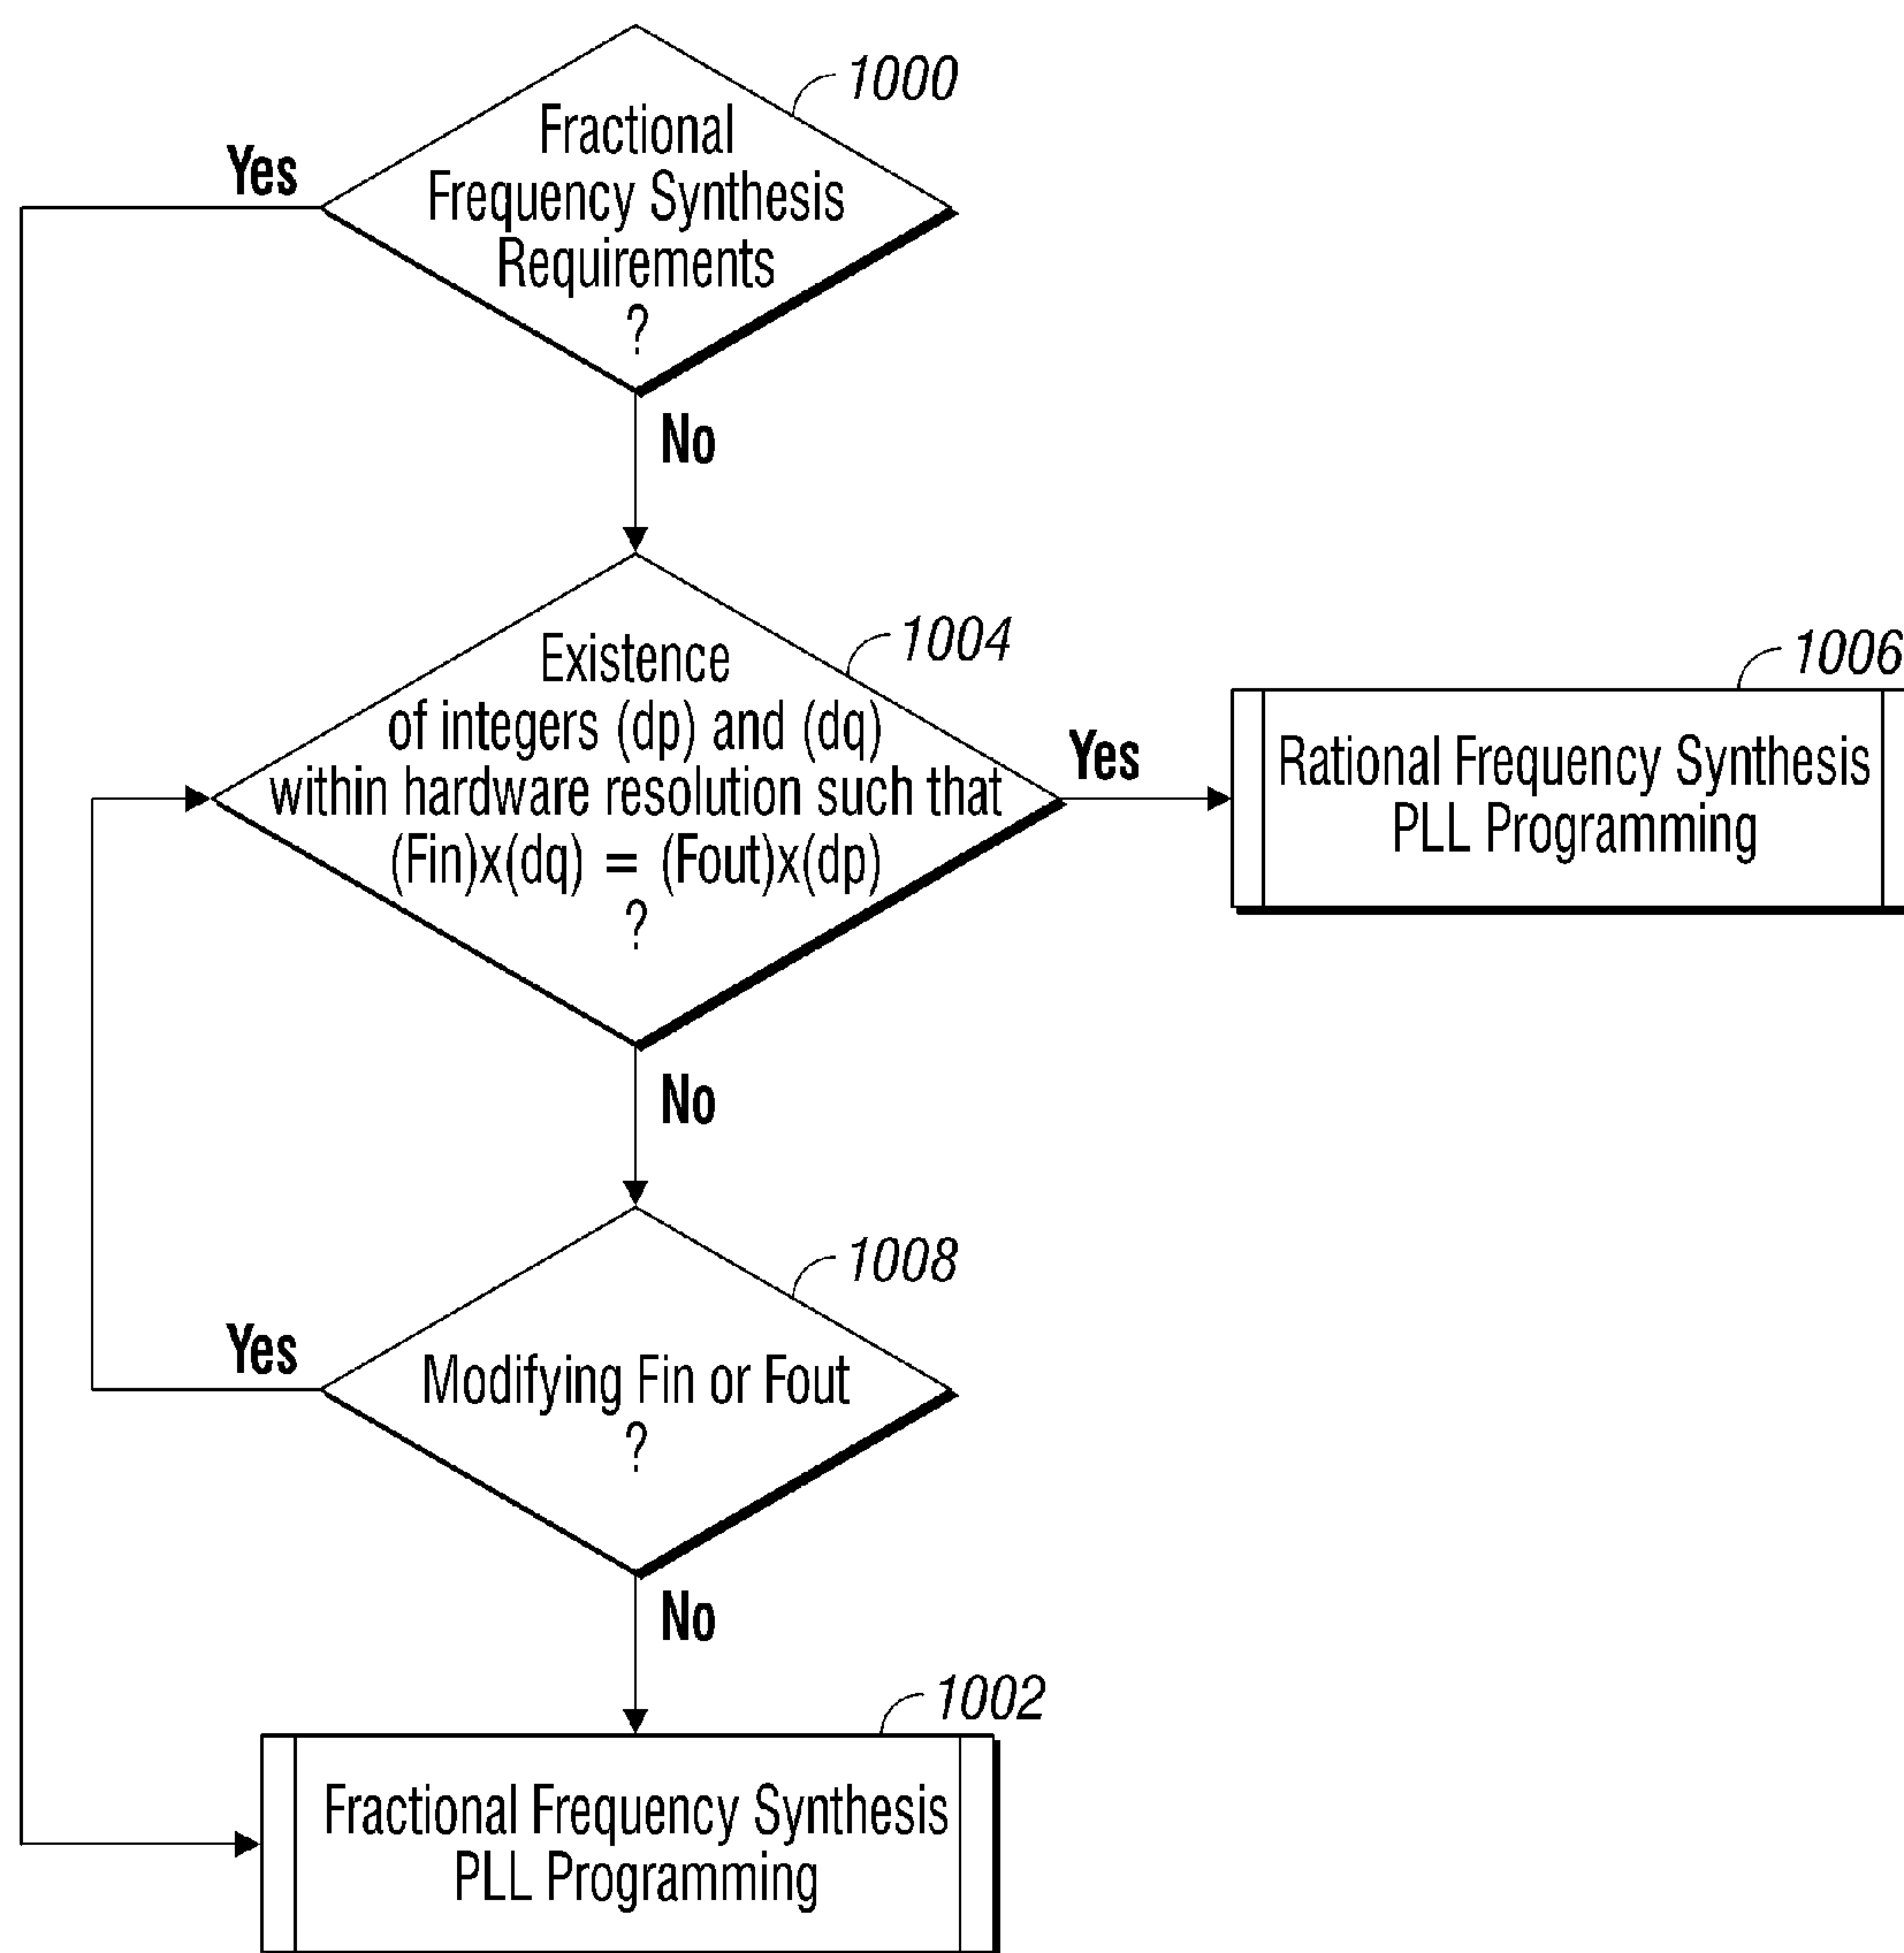 1000
Fractional
Frequency Synthesis
Requirements
?
Yes
No
1004
Existence
of integers (dp) and (dq)
within hardware resolution such that
(Fin)x(dq) = (Fout)x(dp)
?
Yes
1006
Rational Frequency Synthesis
PLL Programming
No
1008
Modifying Fin or Fout
?
Yes
No
1002
Fractional Frequency Synthesis
PLL Programming